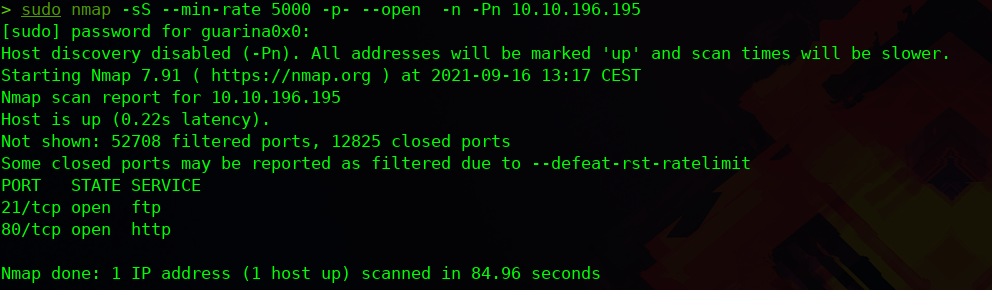 > sudo nmap -sS --min-rate 5000 -p- --open  -n -Pn 10.10.196.195
[sudo] password for guarina0x0:
Host discovery disabled (-Pn). All addresses will be marked 'up' and scan times will be slower.
Starting Nmap 7.91 ( https://nmap.org ) at 2021-09-16 13:17 CEST
Nmap scan report for 10.10.196.195
Host is up (0.22s latency).
Not shown: 52708 filtered ports, 12825 closed ports
Some closed ports may be reported as filtered due to --defeat-rst-ratelimit
PORT   STATE SERVICE
21/tcp open  ftp
80/tcp open  http
Nmap done: 1 IP address (1 host up) scanned in 84.96 seconds